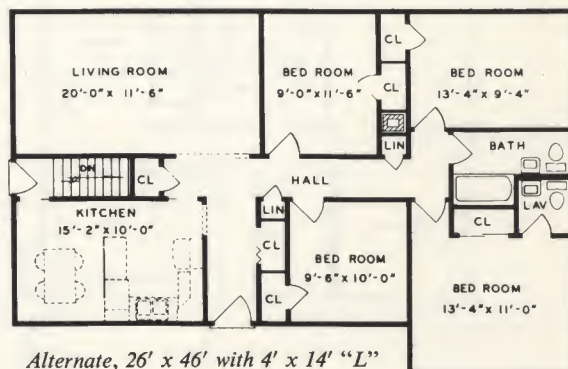 LIVING ROOM
20'-0" x 11'-6"
BED ROOM
9'-0" x 11'-6"
CL
CL
LIN
BED ROOM
13'-4" x 9'-4"
BATH
LAV
CL
DN
CL
HALL
KITCHEN
15'-2" x 10'-0"
LIN
CL
CL
BED ROOM
9'-6" x 10'-0"
BED ROOM
13'-4" x 11'-0"
Alternate, 26' x 46' with 4' x 14' "L"